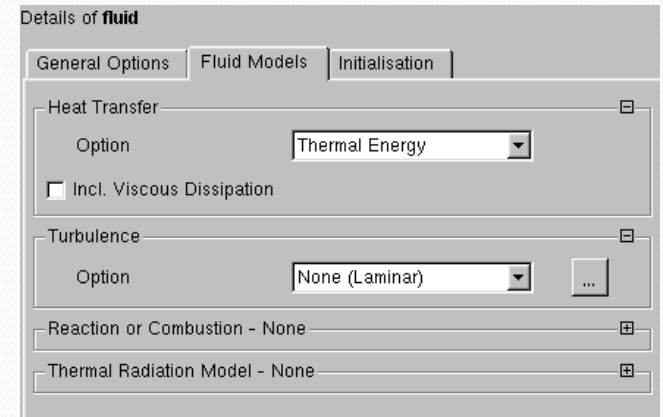 Details of fluid
General Options Fluid Models Initialisation
Heat Transfer
Option Thermal Energy
Incl. Viscous Dissipation
Turbulence
Option None (Laminar) ...
Reaction or Combustion - None
Thermal Radiation Model - None